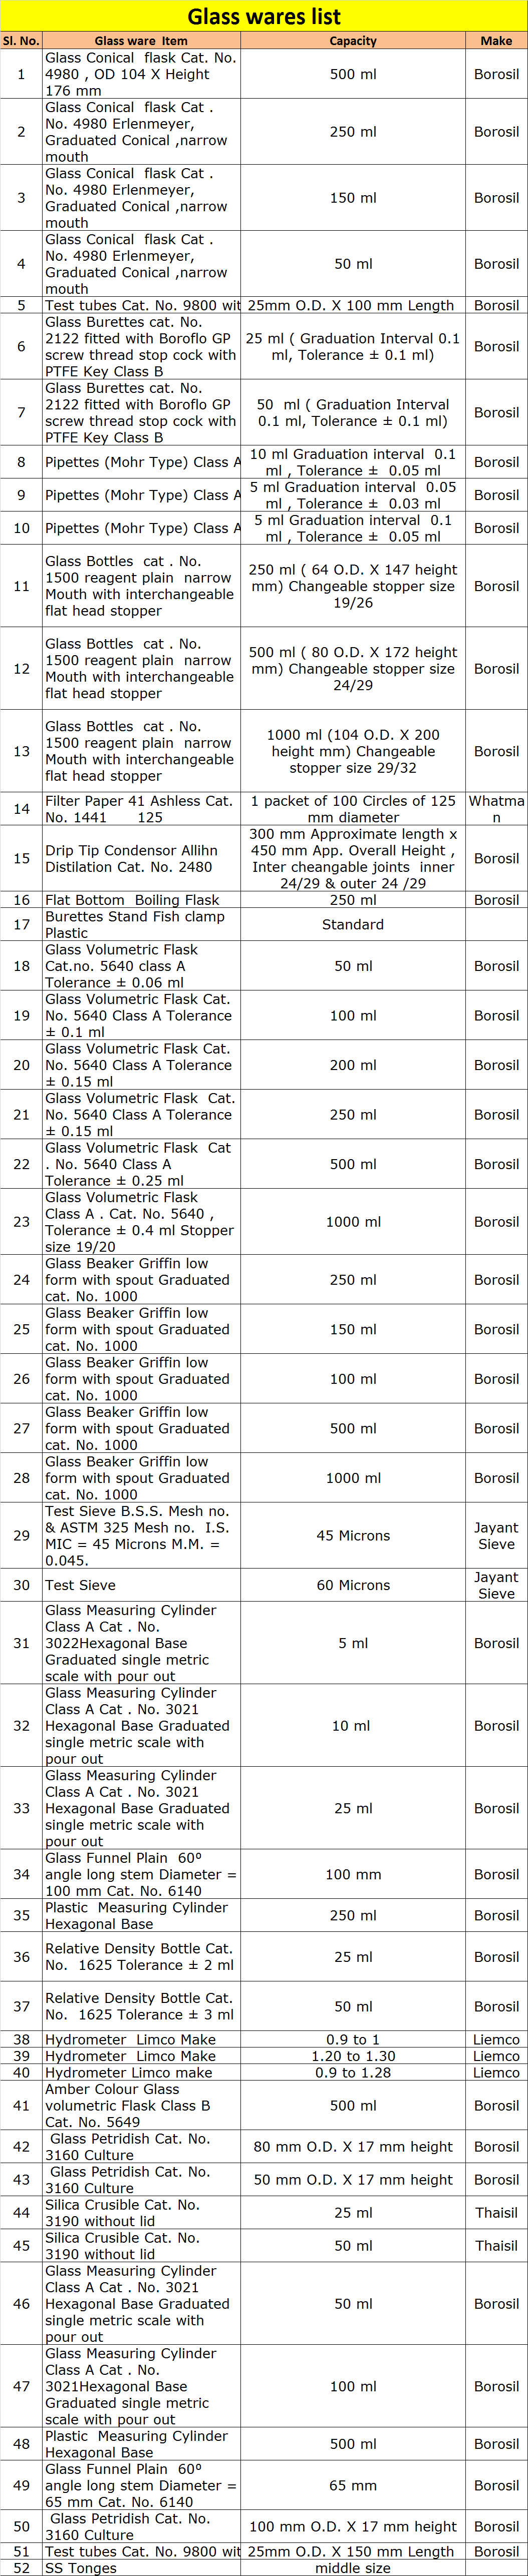 Glass wares list
Sl. No. Glass ware Item Capacity Make
1 Glass Conical flask Cat. No. 4980 , OD 104 X Height 176 mm 500 ml Borosil
2 Glass Conical flask Cat . No. 4980 Erlenmeyer, Graduated Conical ,narrow mouth 250 ml Borosil
3 Glass Conical flask Cat . No. 4980 Erlenmeyer, Graduated Conical ,narrow mouth 150 ml Borosil
4 Glass Conical flask Cat . No. 4980 Erlenmeyer, Graduated Conical ,narrow mouth 50 ml Borosil
5 Test tubes Cat. No. 9800 wit 25mm O.D. X 100 mm Length Borosil
6 Glass Burettes cat. No. 2122 fitted with Boroflo GP screw thread stop cock with PTFE Key Class B 25 ml ( Graduation Interval 0.1 ml, Tolerance ± 0.1 ml) Borosil
7 Glass Burettes cat. No. 2122 fitted with Boroflo GP screw thread stop cock with PTFE Key Class B 50 ml ( Graduation Interval 0.1 ml, Tolerance ± 0.1 ml) Borosil
8 Pipettes (Mohr Type) Class A 10 ml Graduation interval 0.1 ml , Tolerance ± 0.05 ml Borosil
9 Pipettes (Mohr Type) Class A 5 ml Graduation interval 0.05 ml , Tolerance ± 0.03 ml Borosil
10 Pipettes (Mohr Type) Class A 5 ml Graduation interval 0.1 ml , Tolerance ± 0.05 ml Borosil
11 Glass Bottles cat . No. 1500 reagent plain narrow Mouth with interchangeable flat head stopper 250 ml ( 64 O.D. X 147 height mm) Changeable stopper size 19/26 Borosil
12 Glass Bottles cat . No. 1500 reagent plain narrow Mouth with interchangeable flat head stopper 500 ml ( 80 O.D. X 172 height mm) Changeable stopper size 24/29 Borosil
13 Glass Bottles cat . No. 1500 reagent plain narrow Mouth with interchangeable flat head stopper 1000 ml (104 O.D. X 200 height mm) Changeable stopper size 29/32 Borosil
14 Filter Paper 41 Ashless Cat. No. 1441 125 1 packet of 100 Circles of 125 mm diameter Whatman
15 Drip Tip Condensor Allihn Distilation Cat. No. 2480 300 mm Approximate length x 450 mm App. Overall Height , Inter cheangable joints inner 24/29 & outer 24 /29 Borosil
16 Flat Bottom Boiling Flask 250 ml Borosil
17 Burettes Stand Fish clamp Plastic Standard
18 Glass Volumetric Flask Cat.no. 5640 class A Tolerance ± 0.06 ml 50 ml Borosil
19 Glass Volumetric Flask Cat. No. 5640 Class A Tolerance ± 0.1 ml 100 ml Borosil
20 Glass Volumetric Flask Cat. No. 5640 Class A Tolerance ± 0.15 ml 200 ml Borosil
21 Glass Volumetric Flask Cat. No. 5640 Class A Tolerance ± 0.15 ml 250 ml Borosil
22 Glass Volumetric Flask Cat . No. 5640 Class A Tolerance ± 0.25 ml 500 ml Borosil
23 Glass Volumetric Flask Class A . Cat. No. 5640 , Tolerance ± 0.4 ml Stopper size 19/20 1000 ml Borosil
24 Glass Beaker Griffin low form with spout Graduated cat. No. 1000 250 ml Borosil
25 Glass Beaker Griffin low form with spout Graduated cat. No. 1000 150 ml Borosil
26 Glass Beaker Griffin low form with spout Graduated cat. No. 1000 100 ml Borosil
27 Glass Beaker Griffin low form with spout Graduated cat. No. 1000 500 ml Borosil
28 Glass Beaker Griffin low form with spout Graduated cat. No. 1000 1000 ml Borosil
29 Test Sieve B.S.S. Mesh no. & ASTM 325 Mesh no. I.S. MIC = 45 Microns M.M. = 0.045. 45 Microns Jayant Sieve
30 Test Sieve 60 Microns Jayant Sieve
31 Glass Measuring Cylinder Class A Cat . No. 3022Hexagonal Base Graduated single metric scale with pour out 5 ml Borosil
32 Glass Measuring Cylinder Class A Cat . No. 3021 Hexagonal Base Graduated single metric scale with pour out 10 ml Borosil
33 Glass Measuring Cylinder Class A Cat . No. 3021 Hexagonal Base Graduated single metric scale with pour out 25 ml Borosil
34 Glass Funnel Plain 60º angle long stem Diameter = 100 mm Cat. No. 6140 100 mm Borosil
35 Plastic Measuring Cylinder Hexagonal Base 250 ml Borosil
36 Relative Density Bottle Cat. No. 1625 Tolerance ± 2 ml 25 ml Borosil
37 Relative Density Bottle Cat. No. 1625 Tolerance ± 3 ml 50 ml Borosil
38 Hydrometer Limco Make 0.9 to 1 Liemco
39 Hydrometer Limco Make 1.20 to 1.30 Liemco
40 Hydrometer Limco make 0.9 to 1.28 Liemco
41 Amber Colour Glass volumetric Flask Class B Cat. No. 5649 500 ml Borosil
42 Glass Petridish Cat. No. 3160 Culture 80 mm O.D. X 17 mm height Borosil
43 Glass Petridish Cat. No. 3160 Culture 50 mm O.D. X 17 mm height Borosil
44 Silica Crusible Cat. No. 3190 without lid 25 ml Thaisil
45 Silica Crusible Cat. No. 3190 without lid 50 ml Thaisil
46 Glass Measuring Cylinder Class A Cat . No. 3021 Hexagonal Base Graduated single metric scale with pour out 50 ml Borosil
47 Glass Measuring Cylinder Class A Cat . No. 3021Hexagonal Base Graduated single metric scale with pour out 100 ml Borosil
48 Plastic Measuring Cylinder Hexagonal Base 500 ml Borosil
49 Glass Funnel Plain 60º angle long stem Diameter = 65 mm Cat. No. 6140 65 mm Borosil
50 Glass Petridish Cat. No. 3160 Culture 100 mm O.D. X 17 mm height Borosil
51 Test tubes Cat. No. 9800 wit 25mm O.D. X 150 mm Length Borosil
52 SS Tonges middle size